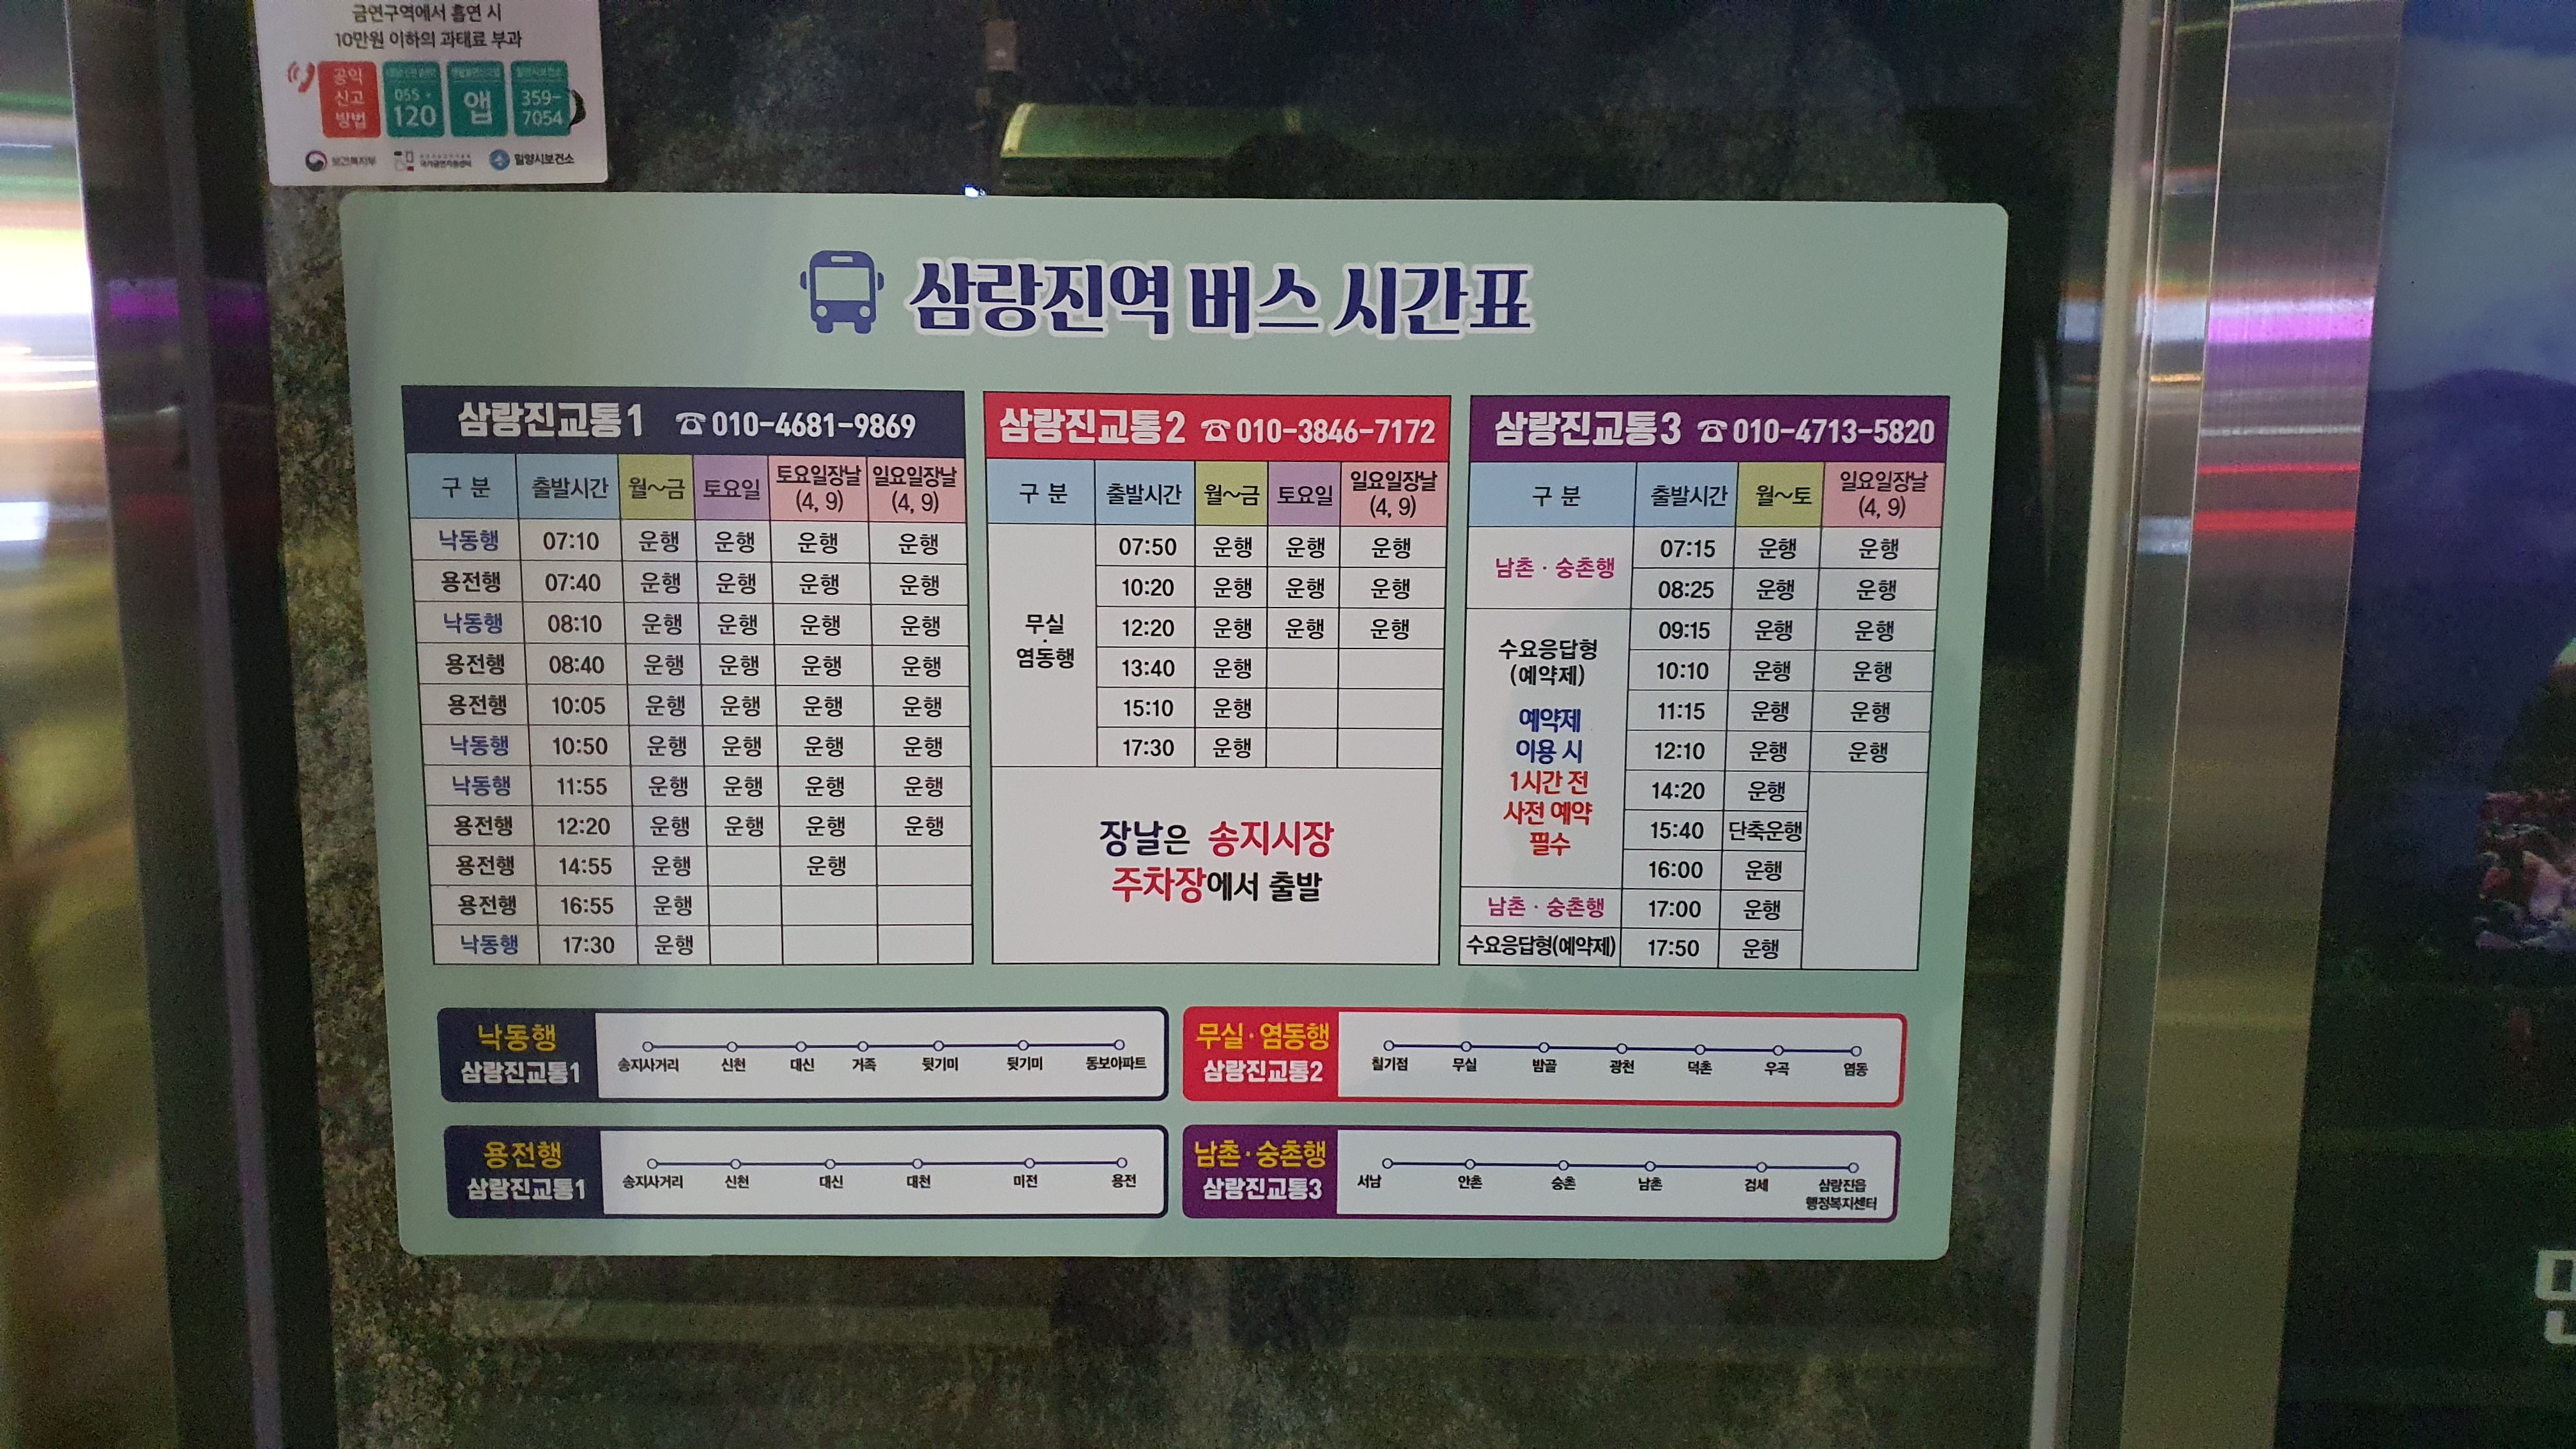 금연구역에서 흡연 시
10만원 이하의 과태료 부과
공익 신고 방법
055-120
앱
359-7054
보건복지부 국가금연지원센터 밀양시보건소
삼랑진역 버스 시간표
삼랑진교통1 ☎010-4681-9869
구 분 출발시간 월~금 토요일 토요일장날 (4, 9) 일요일장날 (4, 9)
낙동행 07:10 운행 운행 운행 운행
용전행 07:40 운행 운행 운행 운행
낙동행 08:10 운행 운행 운행 운행
용전행 08:40 운행 운행 운행 운행
용전행 10:05 운행 운행 운행 운행
낙동행 10:50 운행 운행 운행 운행
낙동행 11:55 운행 운행 운행 운행
용전행 12:20 운행 운행 운행 운행
용전행 14:55 운행 운행
용전행 16:55 운행
낙동행 17:30 운행
삼랑진교통2 ☎010-3846-7172
구 분 출발시간 월~금 토요일 일요일장날 (4, 9)
무실 · 염동행
07:50 운행 운행 운행
10:20 운행 운행 운행
12:20 운행 운행 운행
13:40 운행
15:10 운행
17:30 운행
장날은 송지시장
주차장에서 출발
삼랑진교통3 ☎010-4713-5820
구 분 출발시간 월~토 일요일장날 (4, 9)
남촌 · 숭촌행
07:15 운행 운행
08:25 운행 운행
수요응답형
(예약제)
예약제
이용 시
1시간 전
사전 예약
필수
09:15 운행 운행
10:10 운행 운행
11:15 운행 운행
12:10 운행 운행
14:20 운행
15:40 단축운행
16:00 운행
남촌 · 숭촌행 17:00 운행
수요응답형(예약제) 17:50 운행
낙동행
삼랑진교통1
송지사거리 신천 대신 거족 뒷기미 뒷기미 동보아파트
무실 · 염동행
삼랑진교통2
칠기점 무실 밤골 광천 덕촌 우곡 염동
용전행
삼랑진교통1
송지사거리 신천 대신 대천 미전 용전
남촌 · 숭촌행
삼랑진교통3
서남 안촌 숭촌 남촌 검세 삼랑진읍
행정복지센터